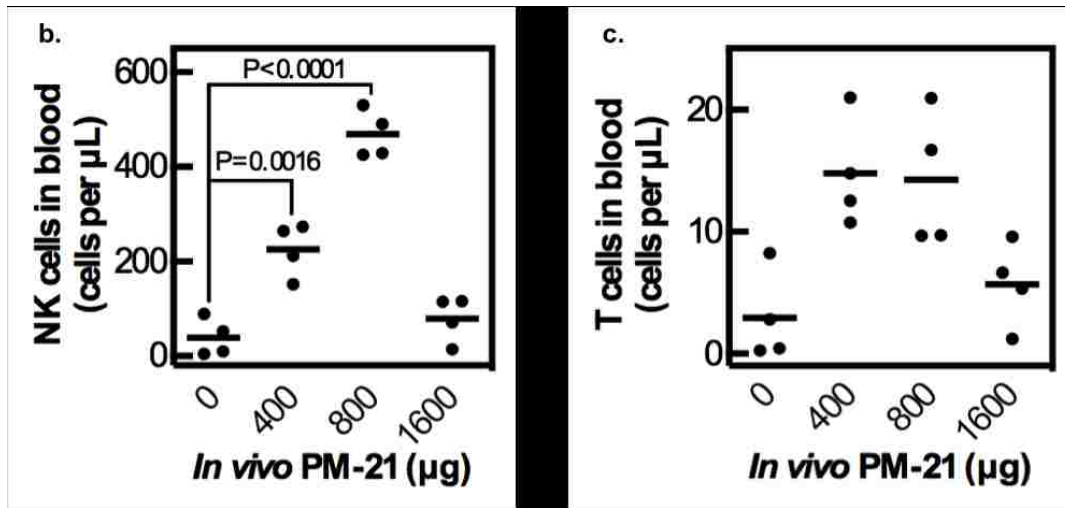 b.
NK cells in blood
(cells per µL)
600
400
200
0
P<0.0001
P=0.0016
0
400
800
1600
In vivo PM-21 (µg)
c.
T cells in blood
(cells per µL)
20
10
0
0
400
800
1600
In vivo PM-21 (µg)